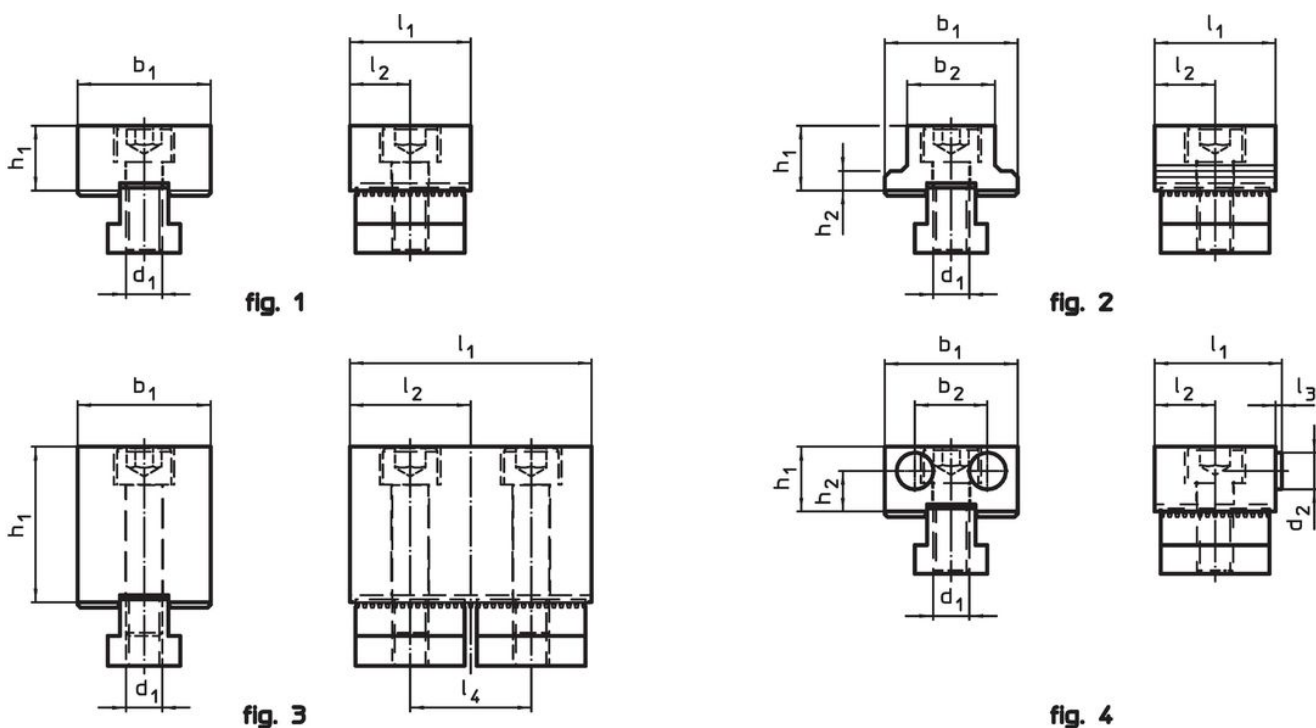 b₁
l₁
l₂
h₁
d₁
fig. 1
b₁
b₂
l₁
l₂
h₁
h₂
d₁
fig. 2
b₁
l₁
l₂
h₁
d₁
l₄
fig. 3
b₁
b₂
l₁
l₂
l₃
h₁
h₂
d₂
d₁
fig. 4